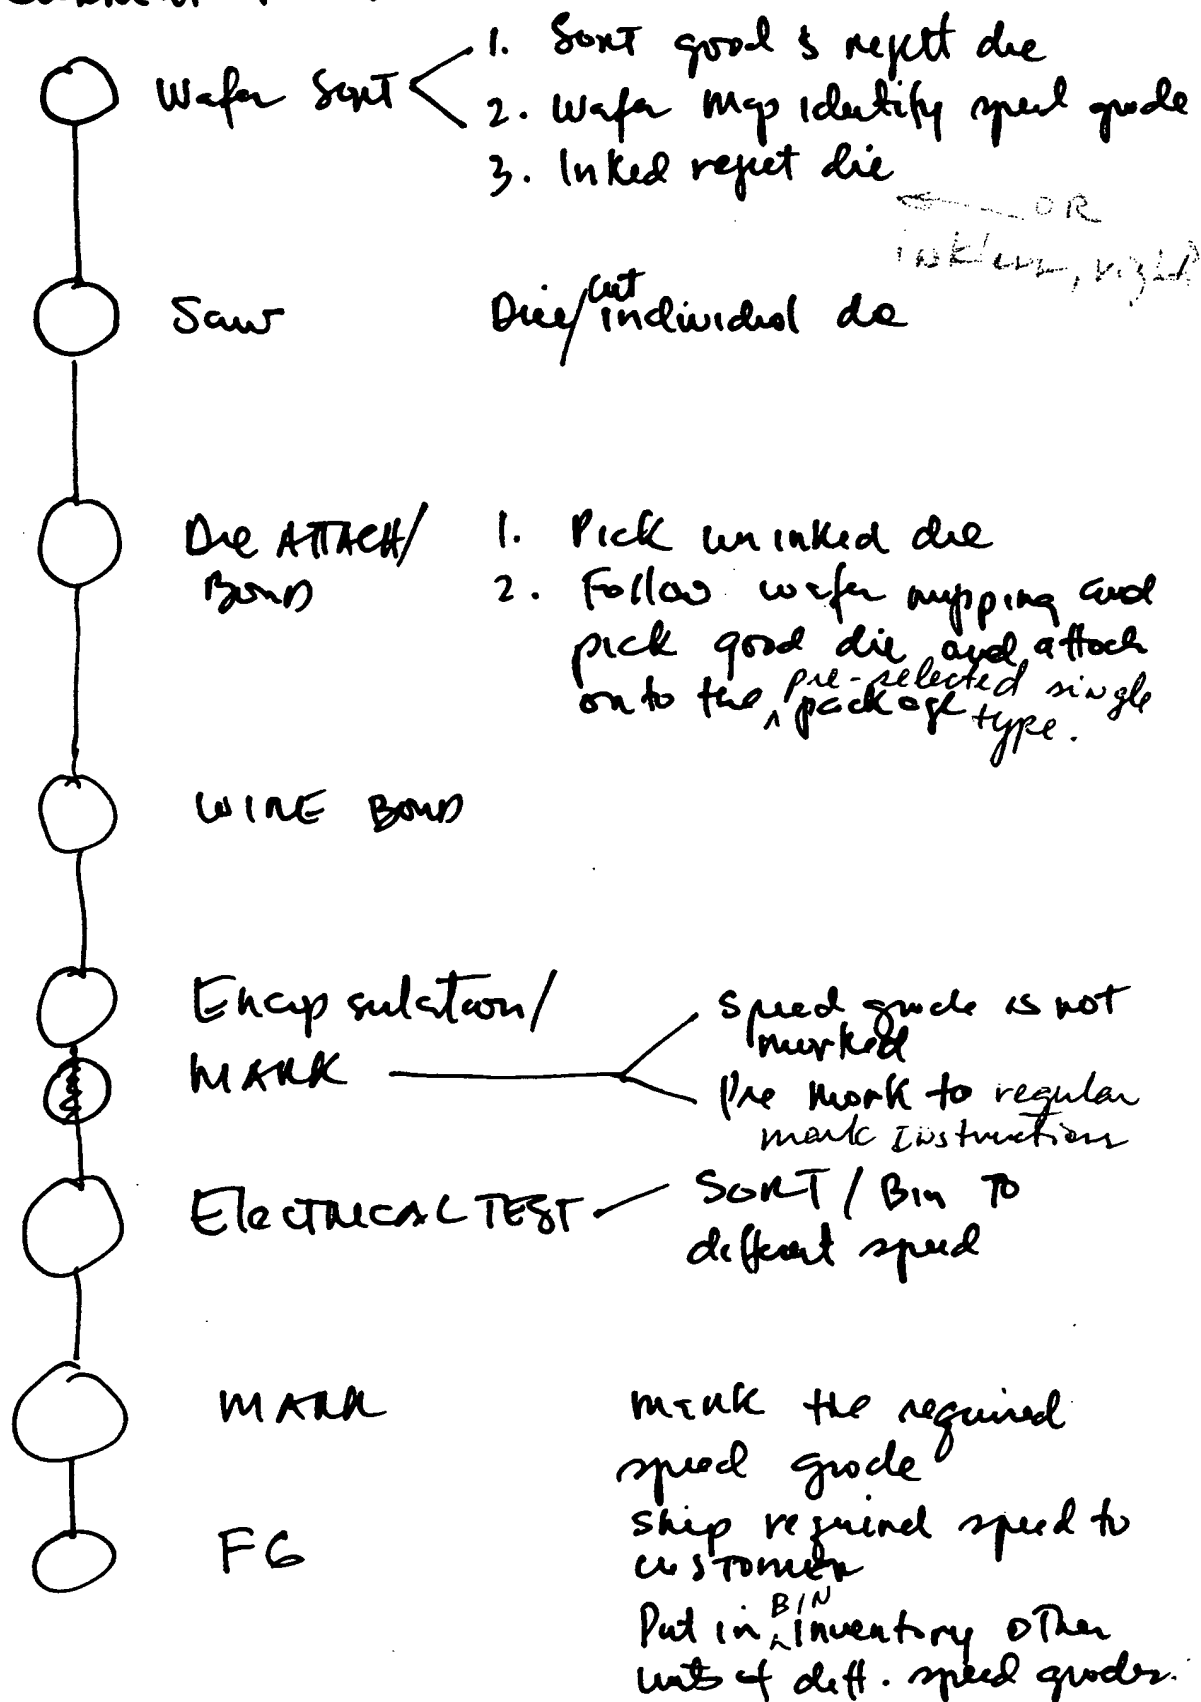 Wafer Sort
1. Sort good & reject die
2. Wafer map identify speed grade
3. Inked reject die
OR
inkless, right?
Saw
Dice/cut individual die
Die ATTACH/
BOND
1. Pick uninked die
2. Follow wafer mapping and
pick good die and attach
onto the pre-selected single
package type.
WIRE BOND
Encapsulation/
MARK
Speed grade is not
marked
Pre mark to regular
mark Instructions
ElecTRICAL TEST
SORT / Bin TO
different speed
MARK
mark the required
speed grade
FG
Ship required speed to
customer
Put in BIN inventory other
units of diff. speed grades.